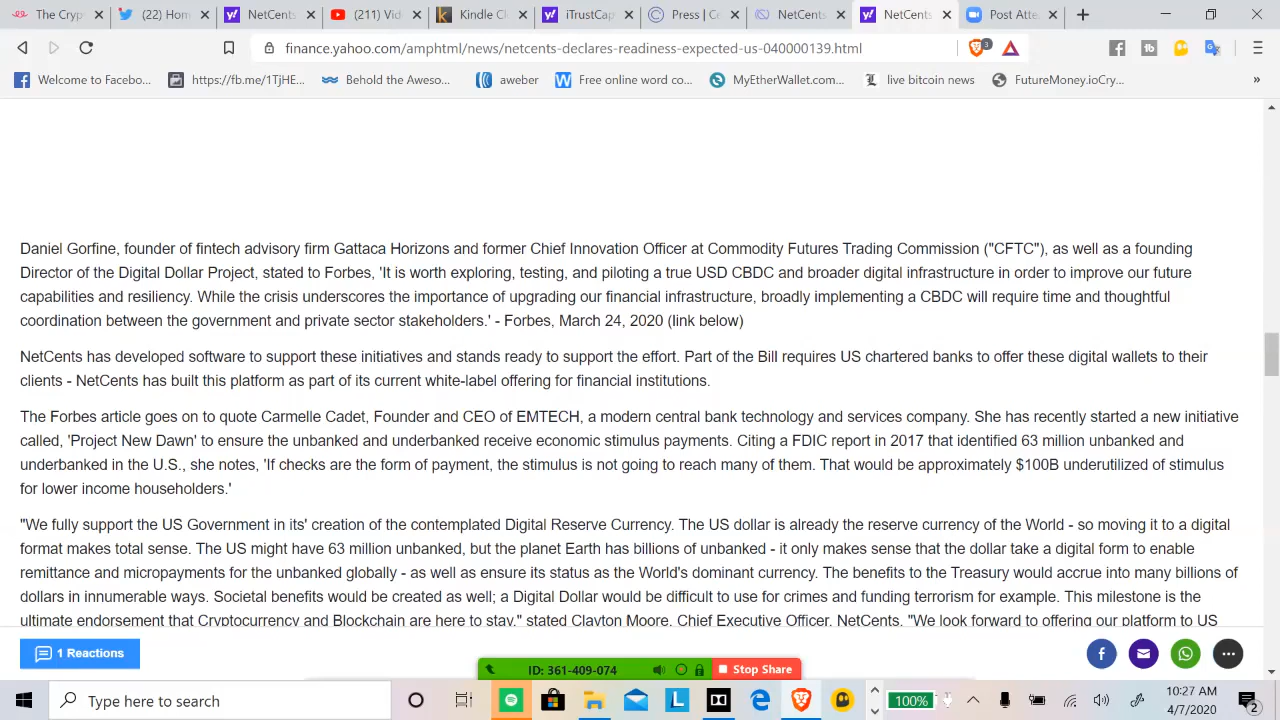 The Cryp
(22) Hom
NetCents
(211) Vid
Kindle Cl
iTrustCap
Press | Ce
NetCents
NetCents
Post Atte
finance.yahoo.com/amphtml/news/netcents-declares-readiness-expected-us-040000139.html
3
Welcome to Facebo...
https://fb.me/1TjHE...
Behold the Aweso...
aweber
Free online word co...
MyEtherWallet.com...
live bitcoin news
FutureMoney.ioCry...
»
Daniel Gorfine, founder of fintech advisory firm Gattaca Horizons and former Chief Innovation Officer at Commodity Futures Trading Commission ("CFTC"), as well as a founding
Director of the Digital Dollar Project, stated to Forbes, 'It is worth exploring, testing, and piloting a true USD CBDC and broader digital infrastructure in order to improve our future
capabilities and resiliency. While the crisis underscores the importance of upgrading our financial infrastructure, broadly implementing a CBDC will require time and thoughtful
coordination between the government and private sector stakeholders.' - Forbes, March 24, 2020 (link below)
NetCents has developed software to support these initiatives and stands ready to support the effort. Part of the Bill requires US chartered banks to offer these digital wallets to their
clients - NetCents has built this platform as part of its current white-label offering for financial institutions.
The Forbes article goes on to quote Carmelle Cadet, Founder and CEO of EMTECH, a modern central bank technology and services company. She has recently started a new initiative
called, 'Project New Dawn' to ensure the unbanked and underbanked receive economic stimulus payments. Citing a FDIC report in 2017 that identified 63 million unbanked and
underbanked in the U.S., she notes, 'If checks are the form of payment, the stimulus is not going to reach many of them. That would be approximately $100B underutilized of stimulus
for lower income householders.'
"We fully support the US Government in its' creation of the contemplated Digital Reserve Currency. The US dollar is already the reserve currency of the World - so moving it to a digital
format makes total sense. The US might have 63 million unbanked, but the planet Earth has billions of unbanked - it only makes sense that the dollar take a digital form to enable
remittance and micropayments for the unbanked globally - as well as ensure its status as the World's dominant currency. The benefits to the Treasury would accrue into many billions of
dollars in innumerable ways. Societal benefits would be created as well; a Digital Dollar would be difficult to use for crimes and funding terrorism for example. This milestone is the
ultimate endorsement that Cryptocurrency and Blockchain are here to stay," stated Clayton Moore, Chief Executive Officer, NetCents. "We look forward to offering our platform to US
1 Reactions
ID: 361-409-074
Stop Share
Type here to search
100%
10:27 AM
4/7/2020
2